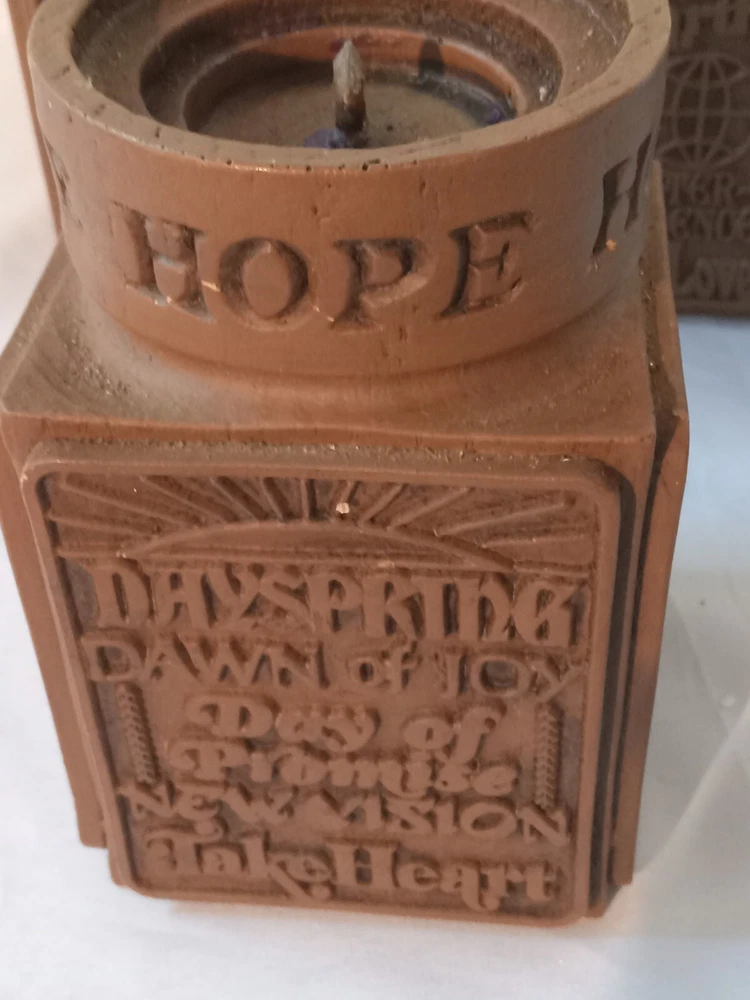 HOPE
DAYSPRING
DAWN of JOY
Day of
Promise
NEW VISION
Take Heart